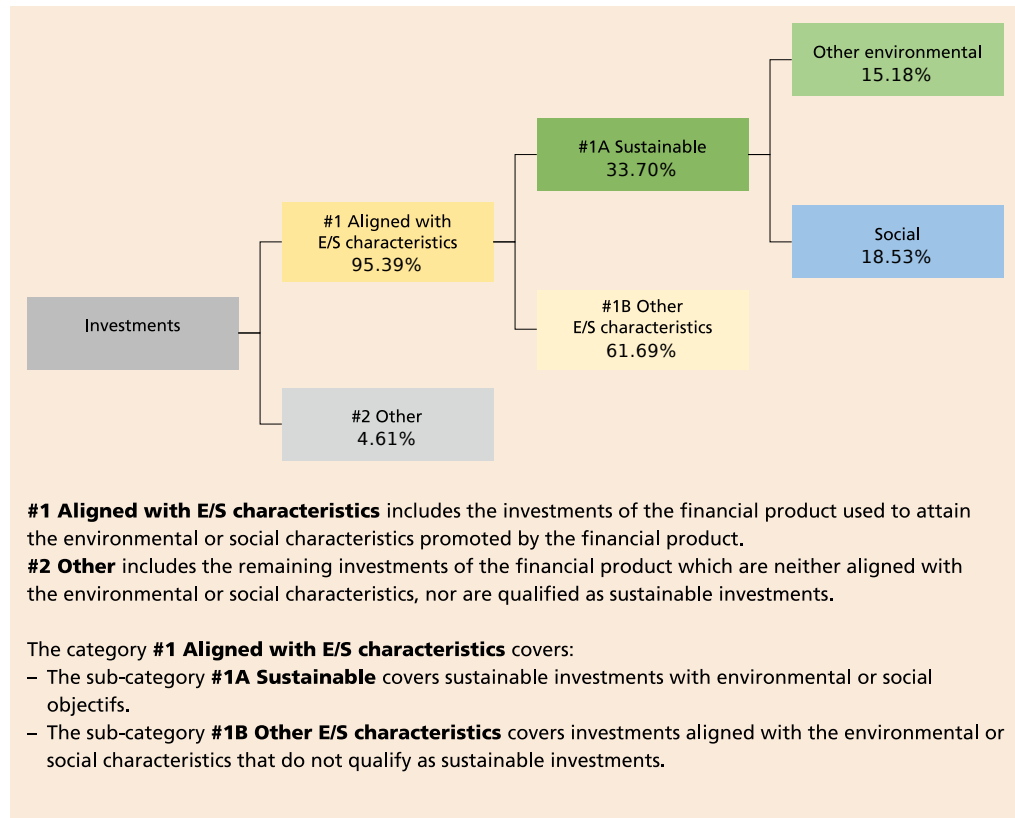 Other environmental
15.18%
#1A Sustainable
33.70%
#1 Aligned with
E/S characteristics
95.39%
Social
18.53%
Investments
#1B Other
E/S characteristics
61.69%
#2 Other
4.61%
#1 Aligned with E/S characteristics includes the investments of the financial product used to attain
the environmental or social characteristics promoted by the financial product.
#2 Other includes the remaining investments of the financial product which are neither aligned with
the environmental or social characteristics, nor are qualified as sustainable investments.
The category #1 Aligned with E/S characteristics covers:
– The sub-category #1A Sustainable covers sustainable investments with environmental or social
objectifs.
– The sub-category #1B Other E/S characteristics covers investments aligned with the environmental or
social characteristics that do not qualify as sustainable investments.